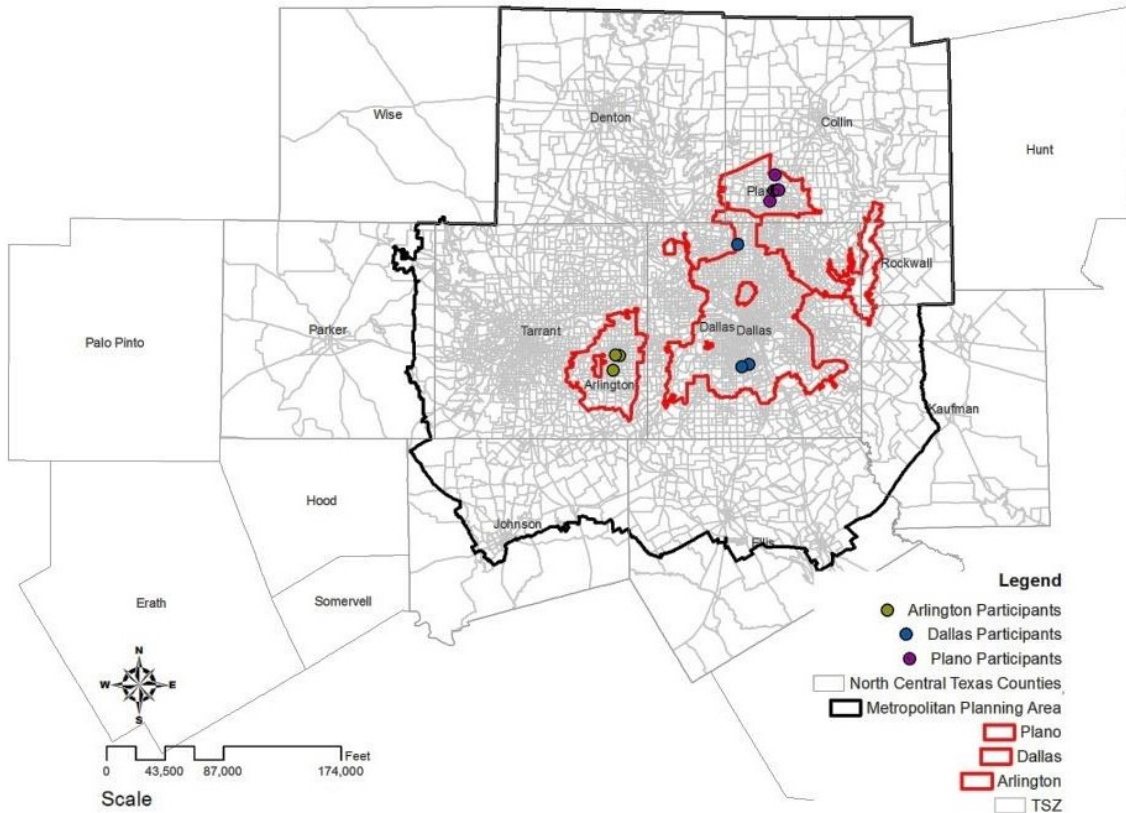 Wise
Denton
Collin
Hunt
Rockwall
Palo Pinto
Parker
Tarrant
Dallas Dallas
Arlington
Kaufman
Hood
Johnson
Ellis
Erath
Somervell
N
W E
S
Feet
0 43,500 87,000 174,000
Scale
Legend
Arlington Participants
Dallas Participants
Plano Participants
North Central Texas Counties
Metropolitan Planning Area
Plano
Dallas
Arlington
TSZ